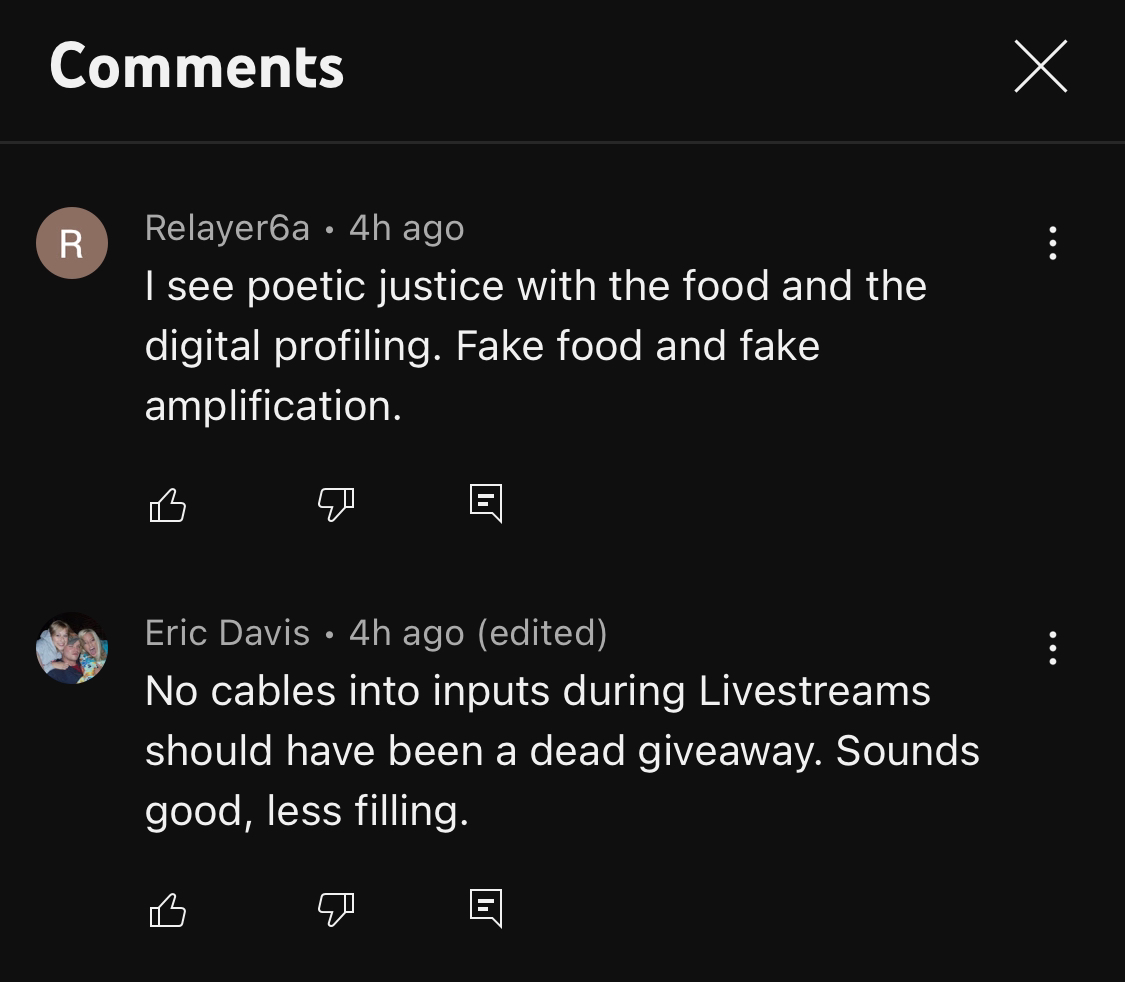 Comments
R
Relayer6a • 4h ago
I see poetic justice with the food and the
digital profiling. Fake food and fake
amplification.
Eric Davis • 4h ago (edited)
No cables into inputs during Livestreams
should have been a dead giveaway. Sounds
good, less filling.